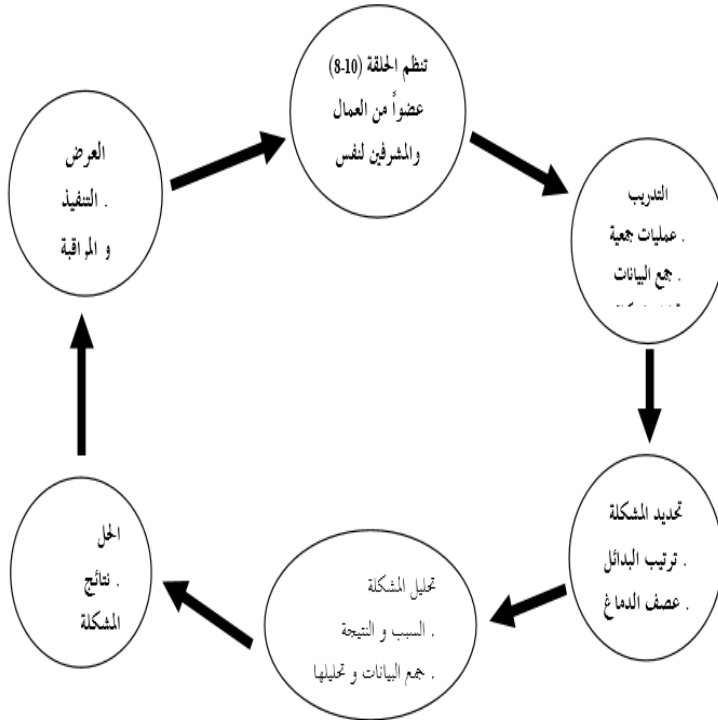 تنظم الحلقة (10-8)
عضواً من العمال
والمشرفين لنفس
التدريب
. عمليات جمعية
. جمع البيانات
تحديد المشكلة
. ترتيب البدائل
. عصف الدماغ
تحليل المشكلة
. السبب و النتيجة
. جمع البيانات و تحليلها
الحل
. نتائج
المشكلة
العرض
. التنفيذ
و المراقبة